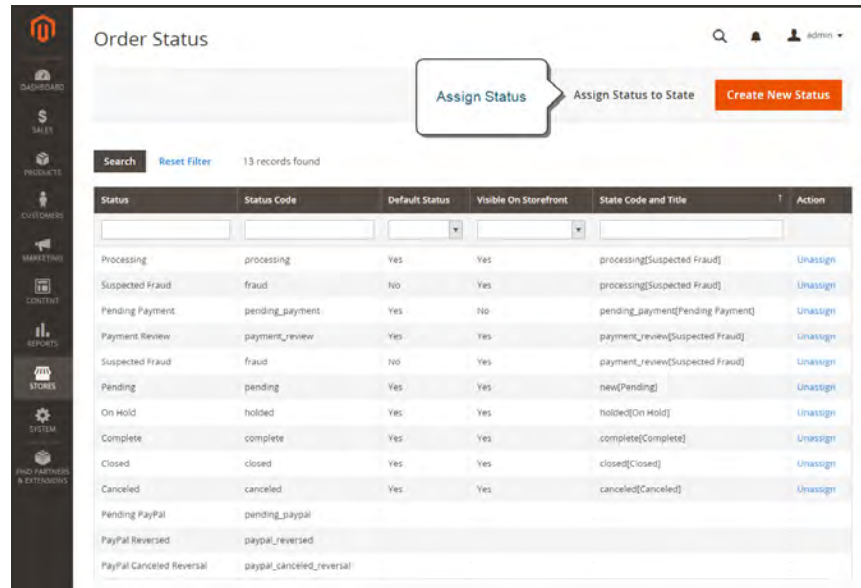 Order Status
admin
DASHBOARD
SALES
PRODUCTS
CUSTOMERS
MARKETING
CONTENT
REPORTS
STORES
SYSTEM
FIND PARTNERS
& EXTENSIONS
Assign Status
Assign Status to State
Create New Status
Search Reset Filter 13 records found
Status Status Code Default Status Visible On Storefront State Code and Title ↑ Action
Processing processing Yes Yes processing[Suspected Fraud] Unassign
Suspected Fraud fraud No Yes processing[Suspected Fraud] Unassign
Pending Payment pending_payment Yes No pending_payment[Pending Payment] Unassign
Payment Review payment_review Yes Yes payment_review[Suspected Fraud] Unassign
Suspected Fraud fraud No Yes payment_review[Suspected Fraud] Unassign
Pending pending Yes Yes new[Pending] Unassign
On Hold holded Yes Yes holded[On Hold] Unassign
Complete complete Yes Yes complete[Complete] Unassign
Closed closed Yes Yes closed[Closed] Unassign
Canceled canceled Yes Yes canceled[Canceled] Unassign
Pending PayPal pending_paypal
PayPal Reversed paypal_reversed
PayPal Canceled Reversal paypal_canceled_reversal